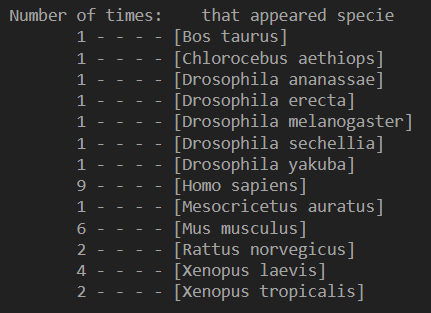 Number of times:    that appeared specie
1 - - - - [Bos taurus]
1 - - - - [Chlorocebus aethiops]
1 - - - - [Drosophila ananassae]
1 - - - - [Drosophila erecta]
1 - - - - [Drosophila melanogaster]
1 - - - - [Drosophila sechellia]
1 - - - - [Drosophila yakuba]
9 - - - - [Homo sapiens]
1 - - - - [Mesocricetus auratus]
6 - - - - [Mus musculus]
2 - - - - [Rattus norvegicus]
4 - - - - [Xenopus laevis]
2 - - - - [Xenopus tropicalis]